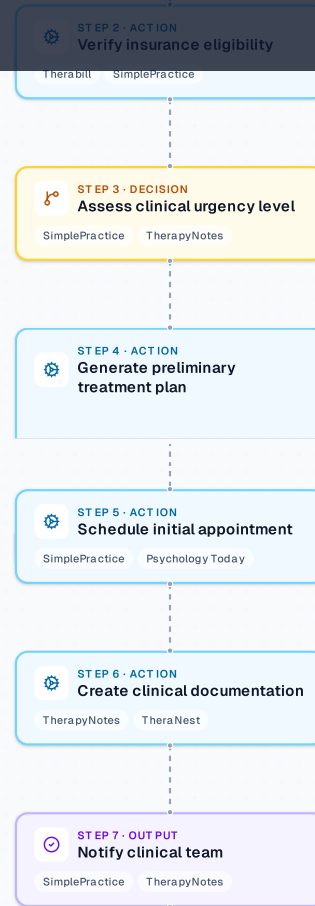 STEP 2 · ACTION
Verify insurance eligibility
Therabill SimplePractice
STEP 3 · DECISION
Assess clinical urgency level
SimplePractice TherapyNotes
STEP 4 · ACTION
Generate preliminary
treatment plan
STEP 5 · ACTION
Schedule initial appointment
SimplePractice Psychology Today
STEP 6 · ACTION
Create clinical documentation
TherapyNotes TheraNest
STEP 7 · OUTPUT
Notify clinical team
SimplePractice TherapyNotes